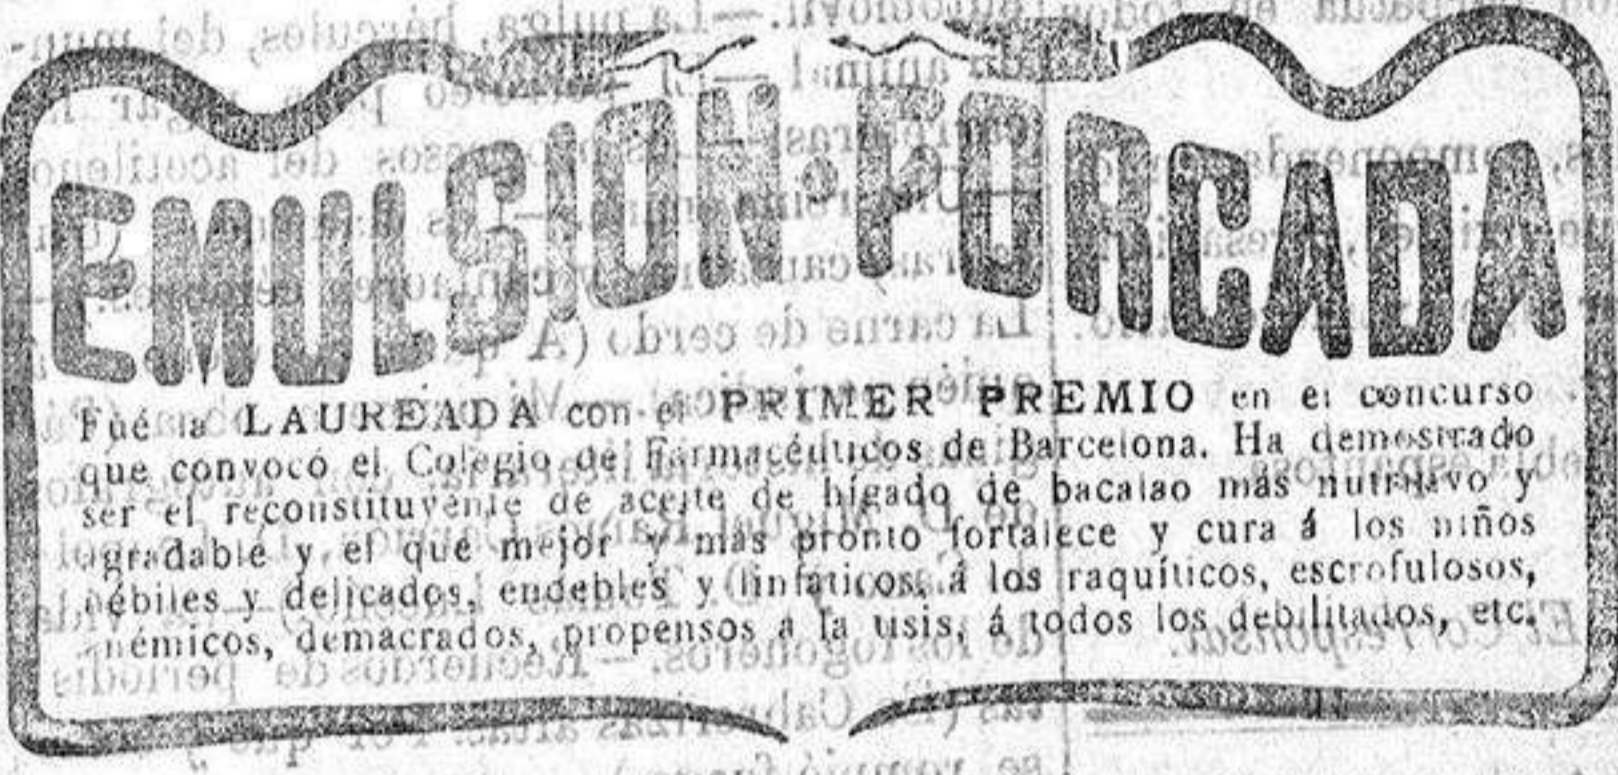 EMULSION·PORCADA
Fué la LAUREADA con el PRIMER PREMIO en el concurso
que convocó el Colegio de Farmacéuticos de Barcelona. Ha demostrado
ser el reconstituyente de aceite de hígado de bacalao más nutritivo y
agradable y el que mejor y más pronto fortalece y cura á los niños
débiles y delicados, endebles y linfáticos, á los raquíticos, escrofulosos,
anémicos, demacrados, propensos á la tisis, á todos los debilitados, etc.